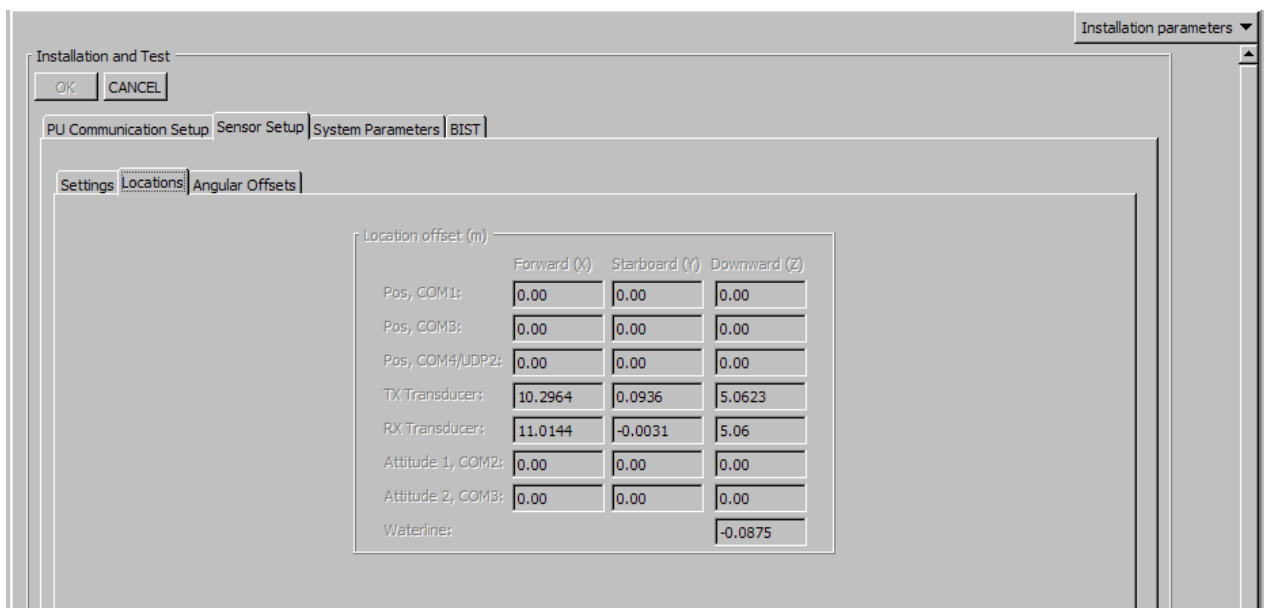 Installation parameters
Installation and Test
OK CANCEL
PU Communication Setup Sensor Setup System Parameters BIST
Settings Locations Angular Offsets
Location offset (m)
Forward (X) Starboard (Y) Downward (Z)
Pos, COM1: 0.00 0.00 0.00
Pos, COM3: 0.00 0.00 0.00
Pos, COM4/UDP2: 0.00 0.00 0.00
TX Transducer: 10.2964 0.0936 5.0623
RX Transducer: 11.0144 -0.0031 5.06
Attitude 1, COM2: 0.00 0.00 0.00
Attitude 2, COM3: 0.00 0.00 0.00
Waterline: -0.0875